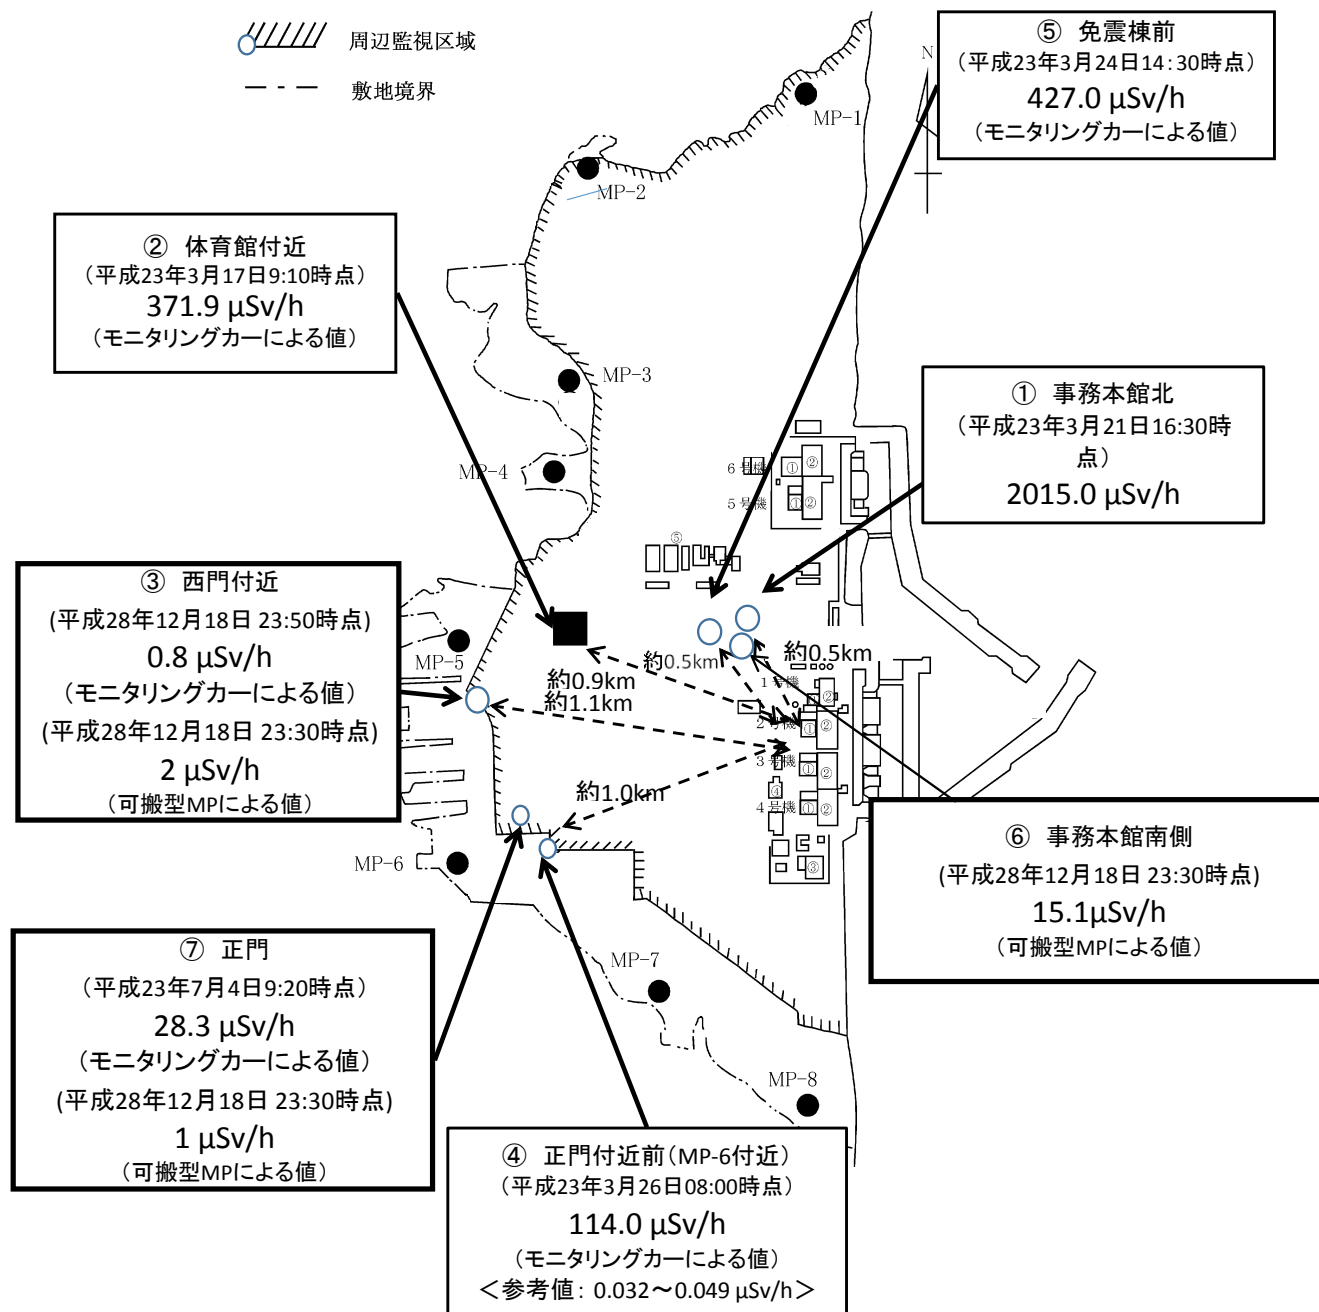 周辺監視区域
敷地境界
⑤ 免震棟前
(平成23年3月24日14:30時点)
427.0 µSv/h
(モニタリングカーによる値)
N
MP-1
MP-2
② 体育館付近
(平成23年3月17日9:10時点)
371.9 µSv/h
(モニタリングカーによる値)
MP-3
① 事務本館北
(平成23年3月21日16:30時
点)
2015.0 µSv/h
MP-4
6号機
①
②
5号機
①
②
⑤
③ 西門付近
(平成28年12月18日 23:50時点)
0.8 µSv/h
(モニタリングカーによる値)
(平成28年12月18日 23:30時点)
2 µSv/h
(可搬型MPによる値)
MP-5
約0.5km
約0.5km
約0.9km
約1.1km
1号機
②
2号機
①
②
3号機
①
②
④
4号機
①
②
③
約1.0km
MP-6
⑥ 事務本館南側
(平成28年12月18日 23:30時点)
15.1µSv/h
(可搬型MPによる値)
⑦ 正門
(平成23年7月4日9:20時点)
28.3 µSv/h
(モニタリングカーによる値)
(平成28年12月18日 23:30時点)
1 µSv/h
(可搬型MPによる値)
MP-7
MP-8
④ 正門付近前(MP-6付近)
(平成23年3月26日08:00時点)
114.0 µSv/h
(モニタリングカーによる値)
<参考値: 0.032～0.049 µSv/h>